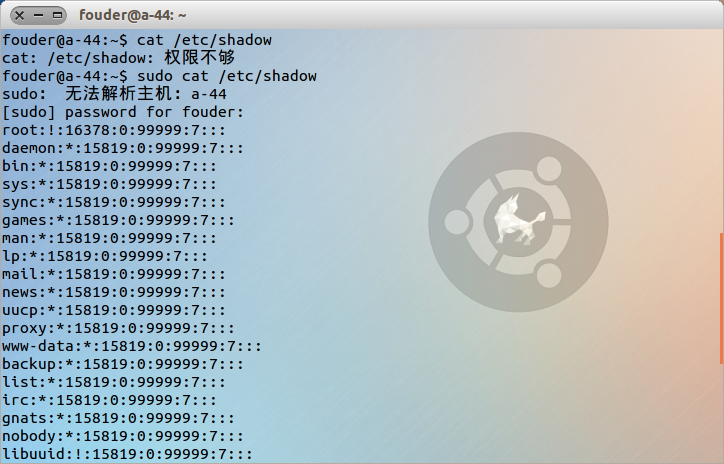 fouder@a-44: ~
fouder@a-44:~$ cat /etc/shadow
cat: /etc/shadow: 权限不够
fouder@a-44:~$ sudo cat /etc/shadow
sudo: 无法解析主机: a-44
[sudo] password for fouder:
root:!:16378:0:99999:7:::
daemon:*:15819:0:99999:7:::
bin:*:15819:0:99999:7:::
sys:*:15819:0:99999:7:::
sync:*:15819:0:99999:7:::
games:*:15819:0:99999:7:::
man:*:15819:0:99999:7:::
lp:*:15819:0:99999:7:::
mail:*:15819:0:99999:7:::
news:*:15819:0:99999:7:::
uucp:*:15819:0:99999:7:::
proxy:*:15819:0:99999:7:::
www-data:*:15819:0:99999:7:::
backup:*:15819:0:99999:7:::
list:*:15819:0:99999:7:::
irc:*:15819:0:99999:7:::
gnats:*:15819:0:99999:7:::
nobody:*:15819:0:99999:7:::
libuuid:!:15819:0:99999:7:::